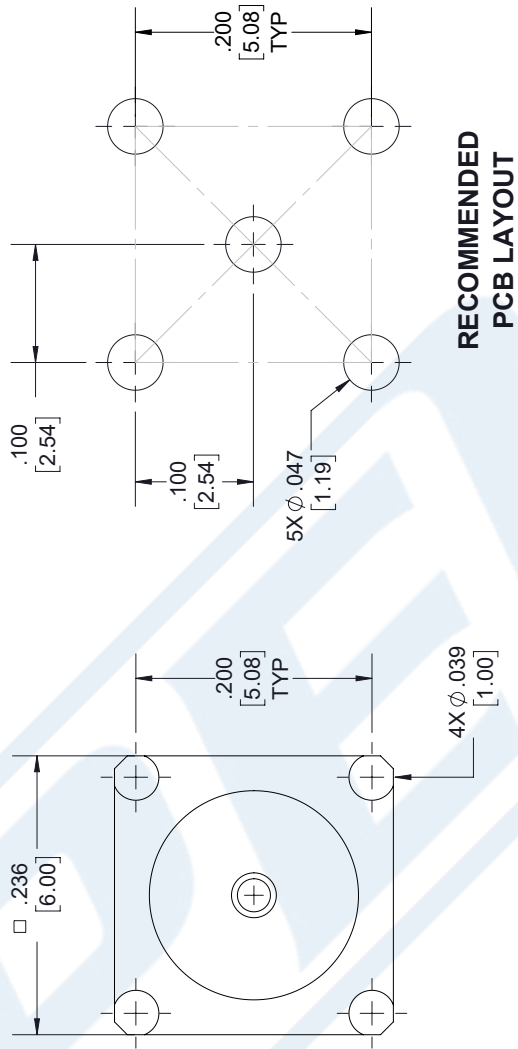 □ .236
[6.00]
.200
[5.08]
TYP
4X ⌀ .039
[1.00]
.100
[2.54]
.100
[2.54]
.200
[5.08]
TYP
5X ⌀ .047
[1.19]
RECOMMENDED
PCB LAYOUT